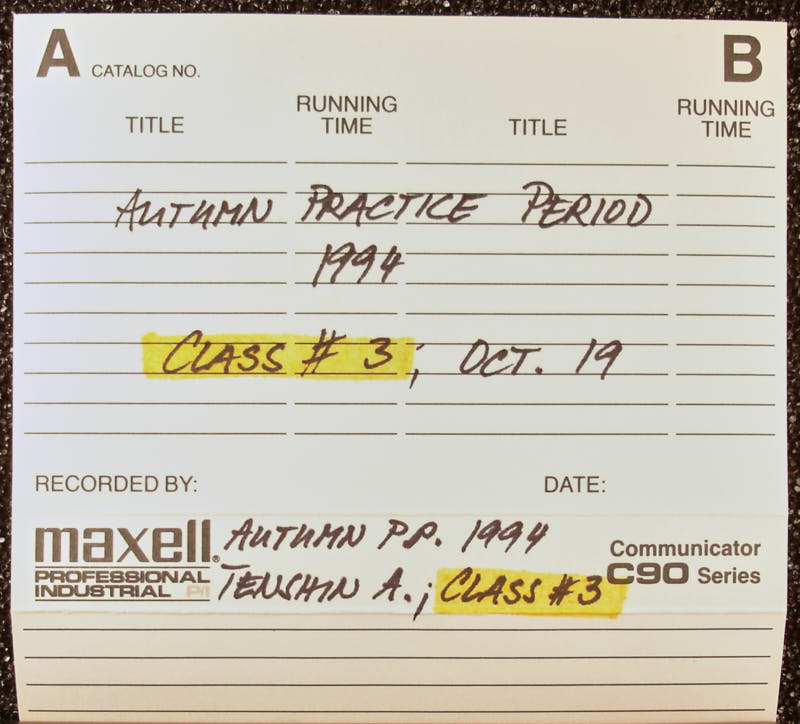 A CATALOG NO. B
TITLE RUNNING TIME TITLE RUNNING TIME
AUTUMN PRACTICE PERIOD
1994
CLASS # 3; OCT. 19
RECORDED BY: DATE:
maxell® AUTUMN P.P. 1994 Communicator
PROFESSIONAL INDUSTRIAL P/I TENSHIN A.; CLASS #3 C90 Series